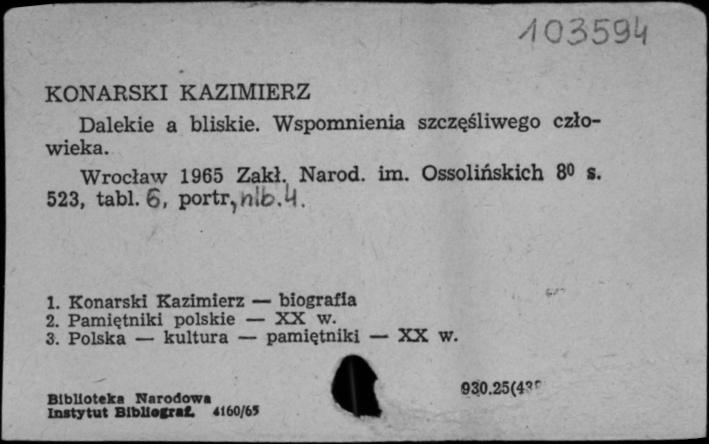 103594
KONARSKI KAZIMIERZ
Dalekie a bliskie. Wspomnienia szczęśliwego czło-
wieka.
Wrocław 1965 Zakł. Narod. im. Ossolińskich 8⁰ s.
523, tabl. 6, portr, nlb. 4.
1. Konarski Kazimierz — biografia
2. Pamiętniki polskie — XX w.
3. Polska — kultura — pamiętniki — XX w.
930.25(438
Biblioteka Narodowa
Instytut Bibliograf. 4160/65